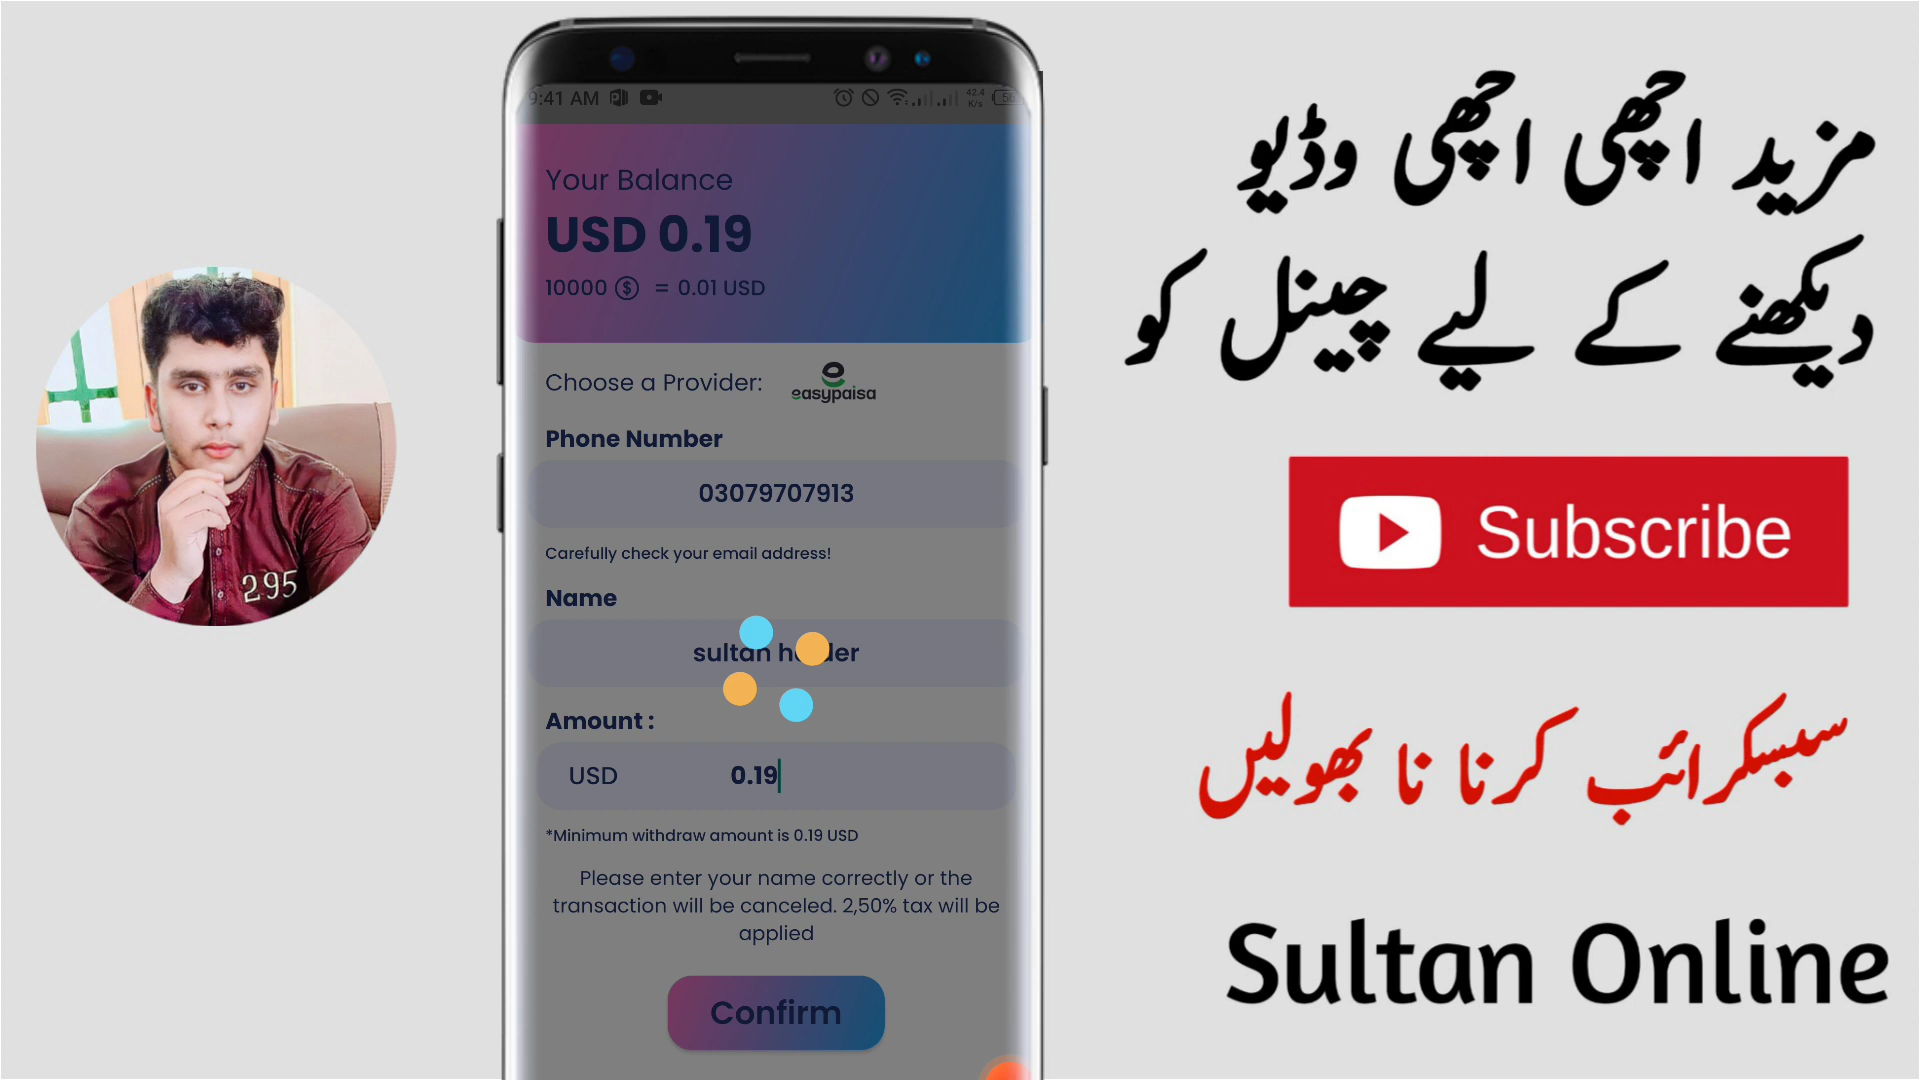 9:41 AM
42.4
K/s
Your Balance
USD 0.19
10000 $ = 0.01 USD
Choose a Provider:
easypaisa
Phone Number
03079707913
Carefully check your email address!
Name
sultan
Amount :
USD 0.19
*Minimum withdraw amount is 0.19 USD
Please enter your name correctly or the
transaction will be canceled. 2,50% tax will be
applied
Confirm
295
مزید اچھی اچھی وڈیو
دیکھنے کے لیے چینل کو
Subscribe
سبسکرائب کرنا نا بھولیں
Sultan Online